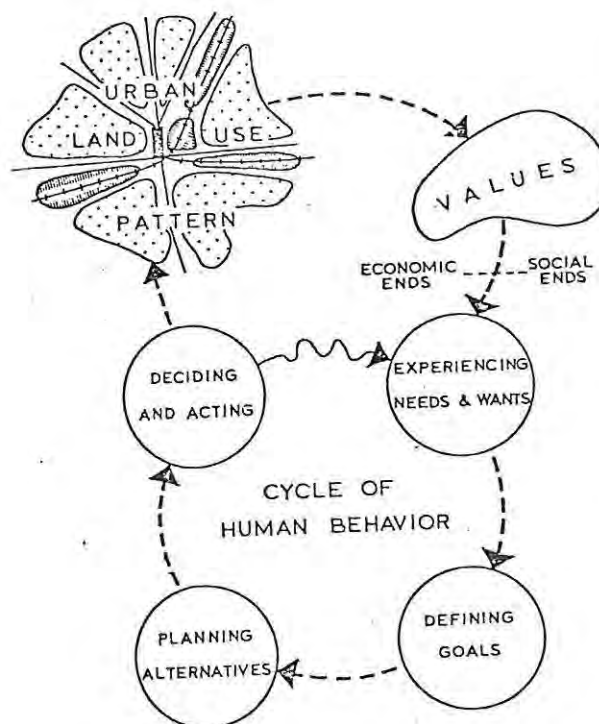 URBAN
LAND USE
PATTERN
VALUES
ECONOMIC ENDS
SOCIAL ENDS
DECIDING
AND ACTING
EXPERIENCING
NEEDS & WANTS
CYCLE OF
HUMAN BEHAVIOR
PLANNING
ALTERNATIVES
DEFINING
GOALS